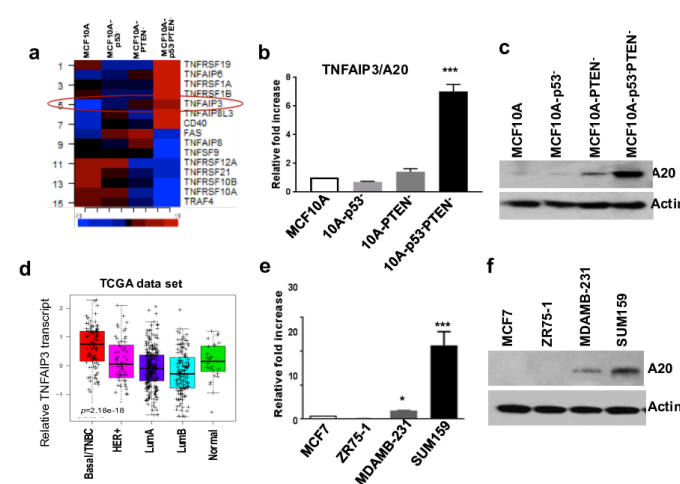 a
MCF10A
MCF10A-p53-
MCF10A-PTEN-
MCF10A-p53-PTEN-
1
3
5
7
9
11
13
15
TNFRSF19
TNFAIP6
TNFRSF1A
TNFRSF1B
TNFAIP3
TNFAIP8L3
CD40
FAS
TNFAIP8
TNFSF9
TNFRSF12A
TNFRSF21
TNFRSF10B
TNFRSF10A
TRAF4
b
TNFAIP3/A20
Relative fold increase
8
6
4
2
0
***
MCF10A
10A-p53-
10A-PTEN-
10A-p53-PTEN-
c
MCF10A
MCF10A-p53-
MCF10A-PTEN-
MCF10A-p53-PTEN-
A20
Actin
d
TCGA data set
Relative TNFAIP3 transcript
2
1
0
-1
p=2.18e-18
Basal/TNBC
HER+
LumA
LumB
Normal
e
Relative fold increase
30
20
20
10
0
*
***
MCF7
ZR75-1
MDAMB-231
SUM159
f
MCF7
ZR75-1
MDAMB-231
SUM159
A20
Actin